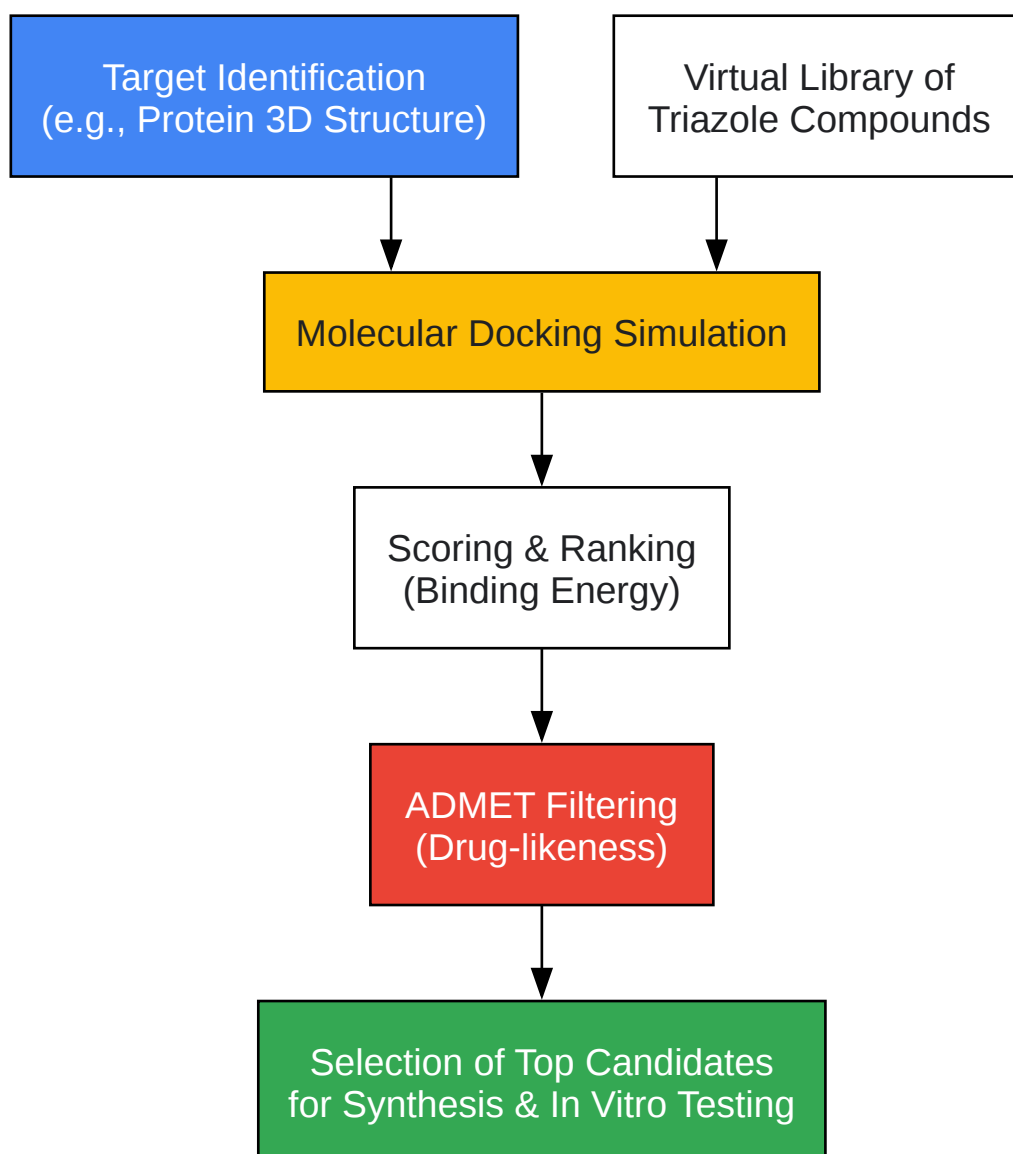 Target Identification
(e.g., Protein 3D Structure)
Virtual Library of
Triazole Compounds
Molecular Docking Simulation
Scoring & Ranking
(Binding Energy)
ADMET Filtering
(Drug-likeness)
Selection of Top Candidates
for Synthesis & In Vitro Testing